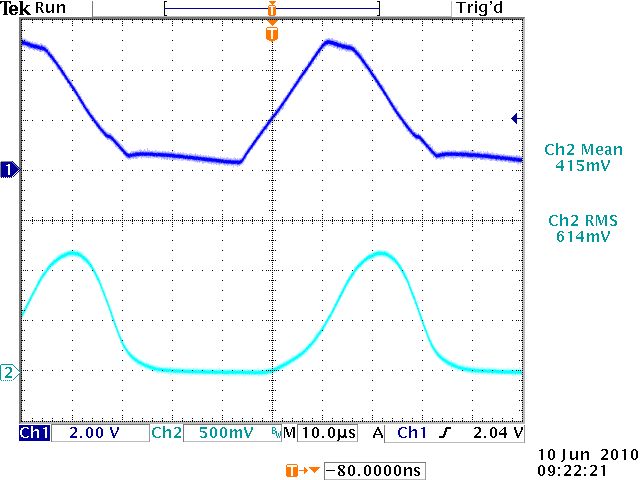 Tek Run Trig'd
T
T
1
Ch2 Mean
415mV
Ch2 RMS
614mV
2
Ch1 2.00 V Ch2 500mV BW M 10.0µs A Ch1 2.04 V
T -80.0000ns
10 Jun 2010
09:22:21